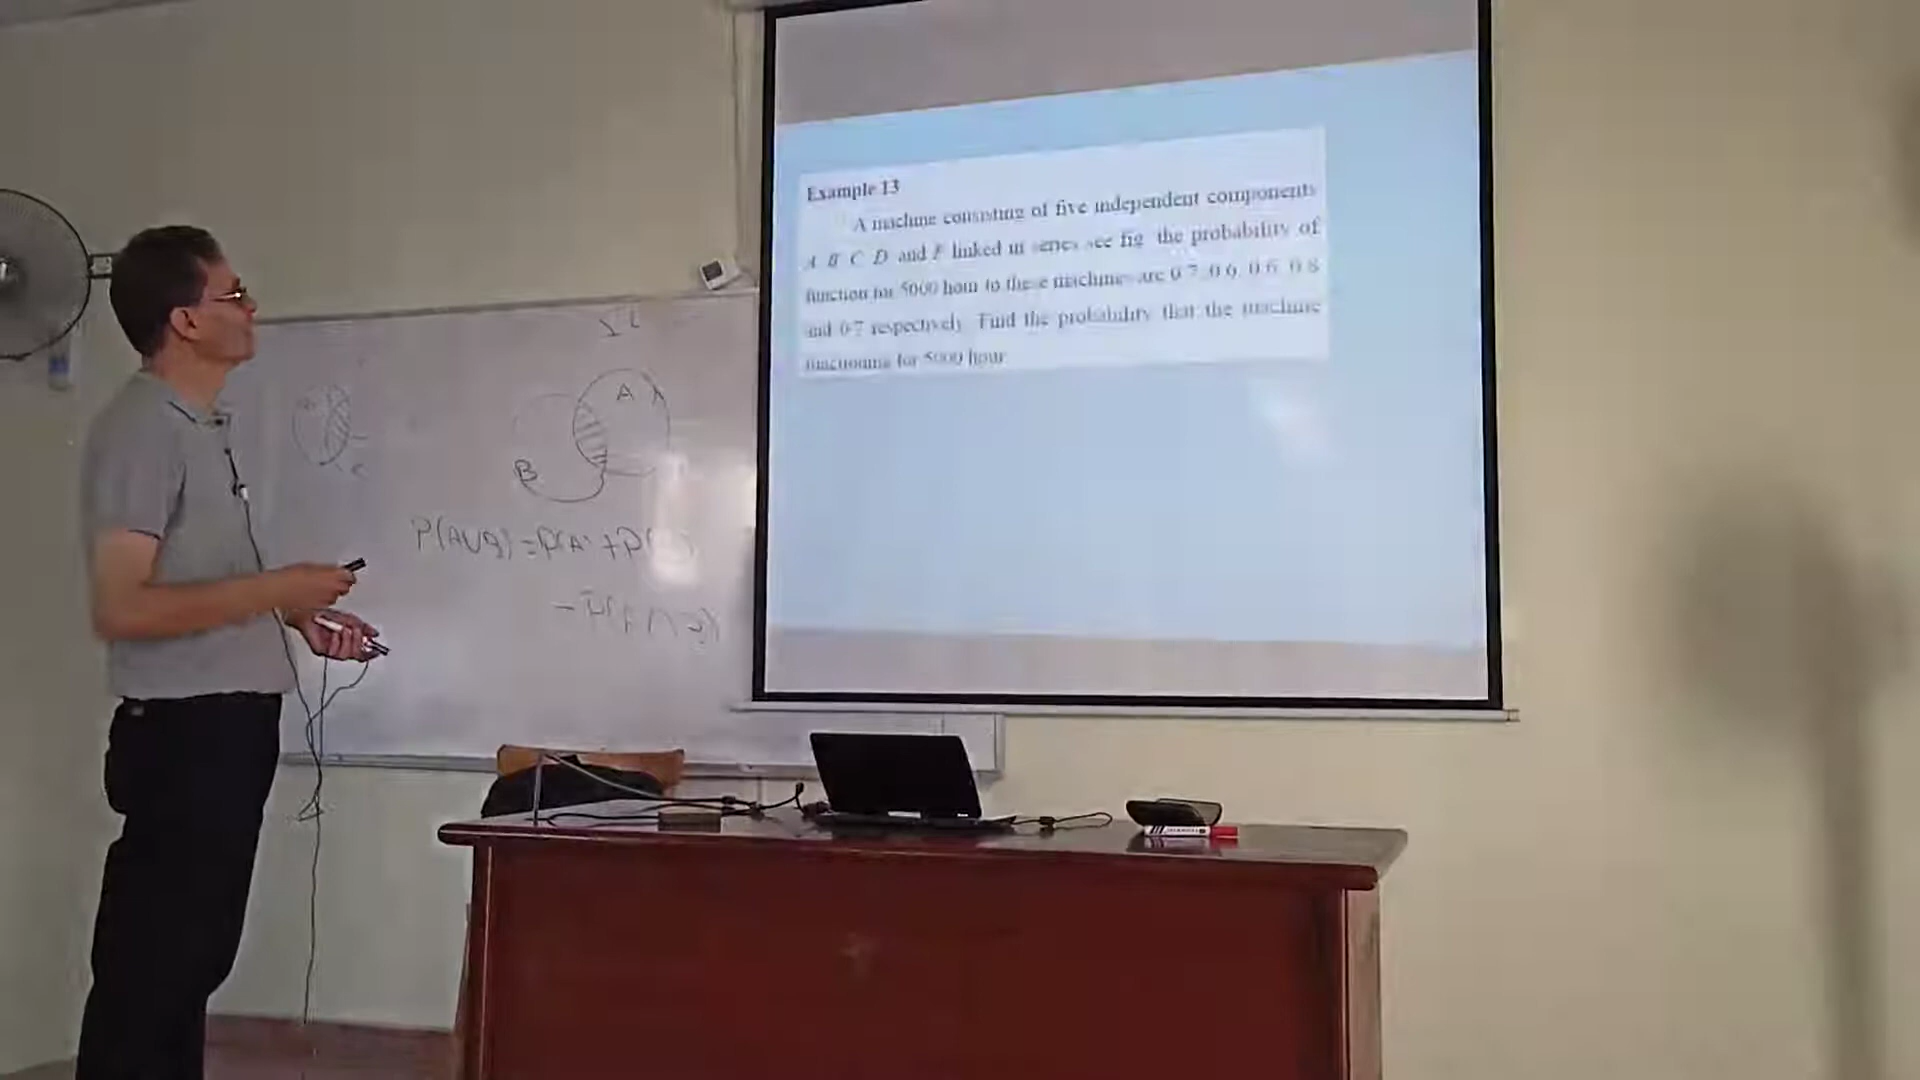 Example 13
A machine consisting of five independent components
A B C D and E linked in series see fig the probability of
function for 5000 hour to these machines are 0.7 0.6 0.6 0.8
and 0.7 respectively Find the probability that the machine
functioning for 5000 hour
A
B
P(A∪B) = P(A) + P(
- P(